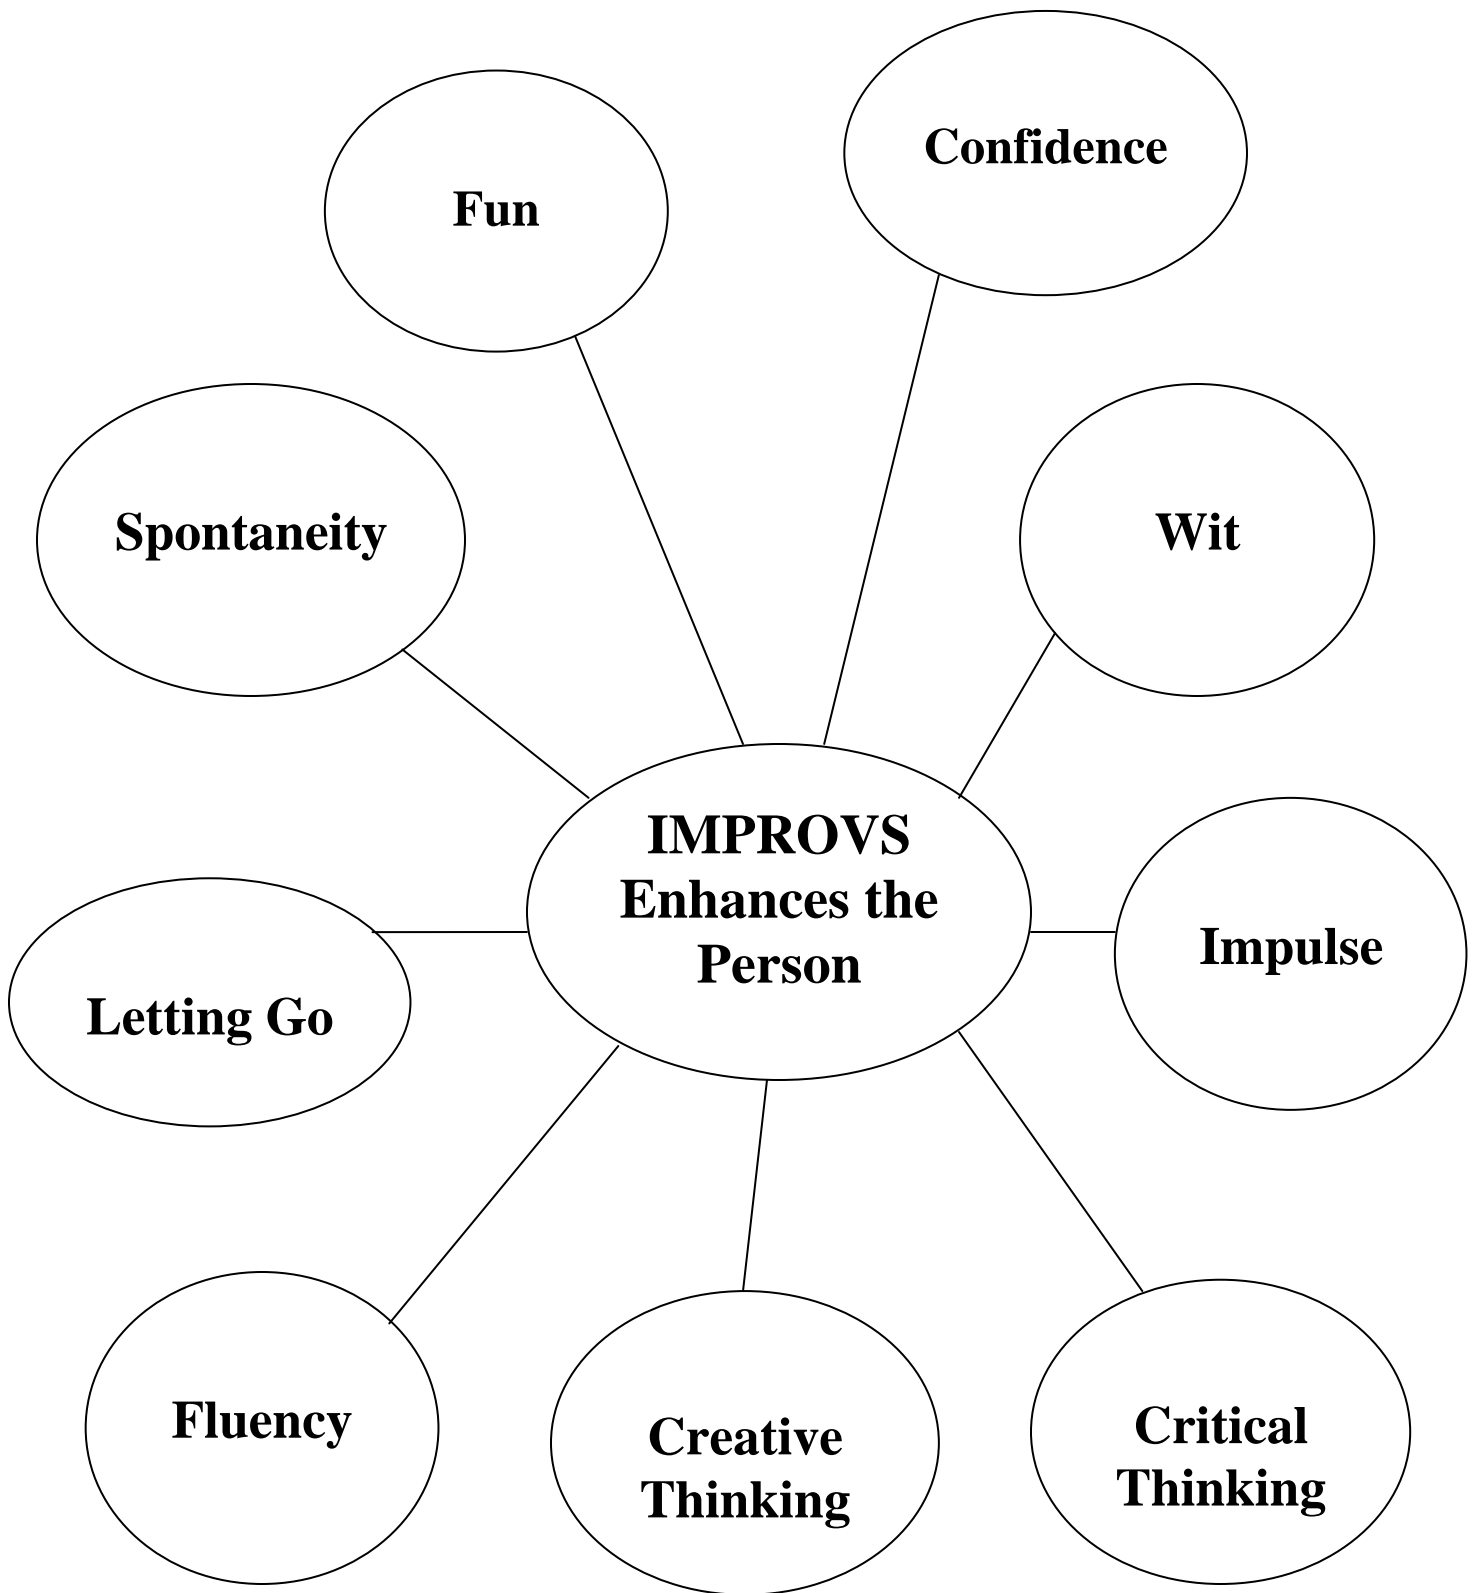 Confidence
Fun
Spontaneity
Wit
IMPROVS
Enhances the
Person
Impulse
Letting Go
Fluency
Creative
Thinking
Critical
Thinking